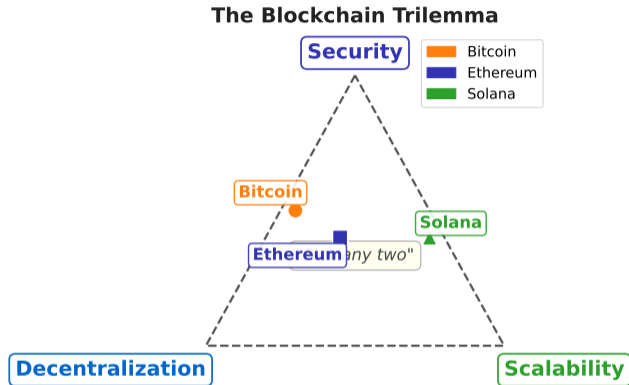 The Blockchain Trilemma
Security
Bitcoin
Ethereum
Solana
Bitcoin
Solana
Ethereum
any two"
Decentralization
Scalability